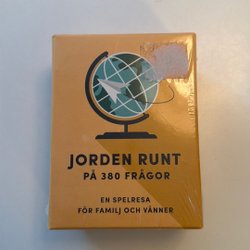 JORDEN RUNT
PÅ 380 FRÅGOR
EN SPELRESA
FÖR FAMILJ OCH VÄNNER